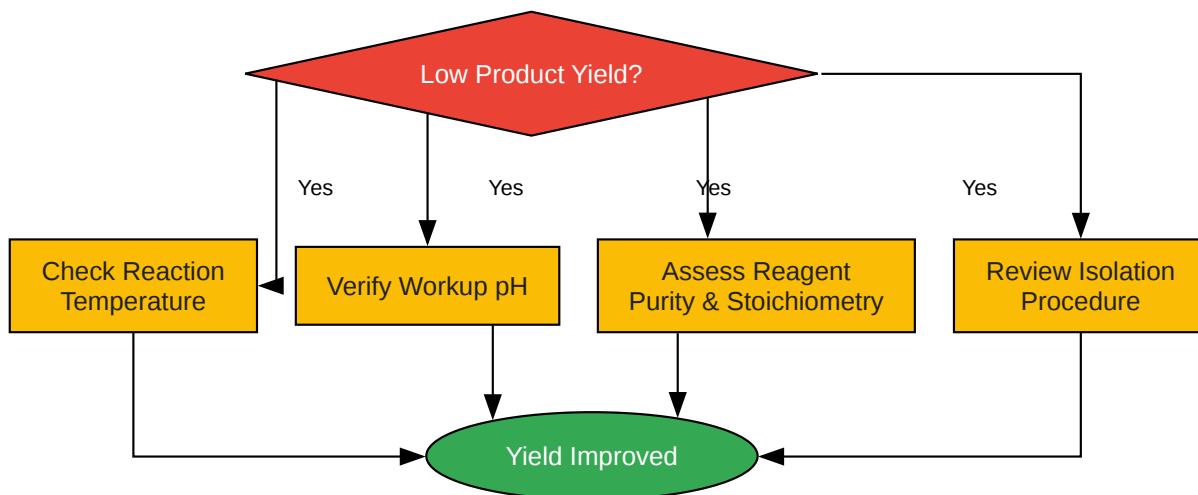 Low Product Yield?
Yes
Yes
Yes
Yes
Check Reaction
Temperature
Verify Workup pH
Assess Reagent
Purity & Stoichiometry
Review Isolation
Procedure
Yield Improved